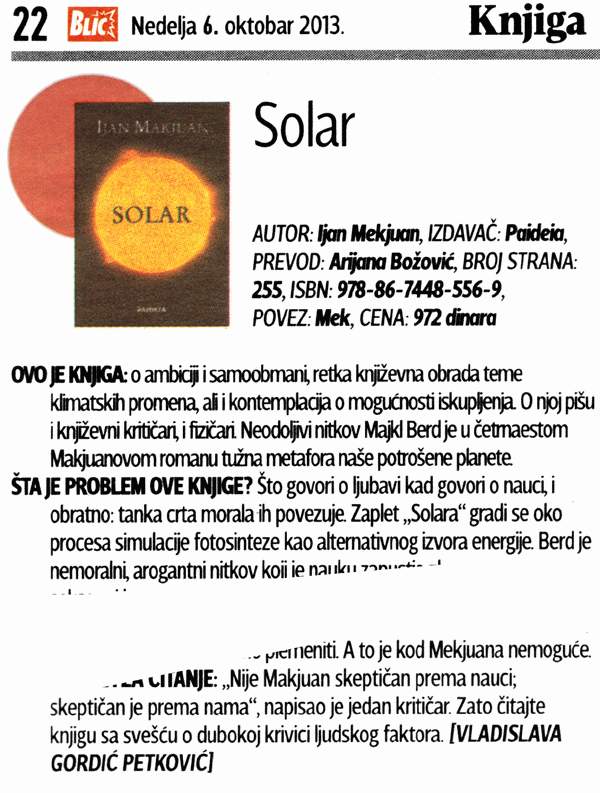 22 BLIC Nedelja 6. oktobar 2013. Knjiga
IJAN MAKJUAN
SOLAR
PAIDEIA
Solar
AUTOR: Ijan Mekjuan, IZDAVAČ: Paideia,
PREVOD: Arijana Božović, BROJ STRANA:
255, ISBN: 978-86-7448-556-9,
POVEZ: Mek, CENA: 972 dinara
OVO JE KNJIGA: o ambiciji i samoobmani, retka književna obrada teme
klimatskih promena, ali i kontemplacija o mogućnosti iskupljenja. O njoj pišu
i književni kritičari, i fizičari. Neodoljivi nitkov Majkl Berd je u četrnaestom
Makjuanovom romanu tužna metafora naše potrošene planete.
ŠTA JE PROBLEM OVE KNJIGE? Što govori o ljubavi kad govori o nauci, i
obratno: tanka crta morala ih povezuje. Zaplet „Solara“ gradi se oko
procesa simulacije fotosinteze kao alternativnog izvora energije. Berd je
nemoralni, arogantni nitkov koji je nauku
plemeniti. A to je kod Mekjuana nemoguće.
ZA ČITANJE: „Nije Makjuan skeptičan prema nauci;
skeptičan je prema nama“, napisao je jedan kritičar. Zato čitajte
knjigu sa svešću o dubokoj krivici ljudskog faktora. [VLADISLAVA
GORDIĆ PETKOVIĆ]